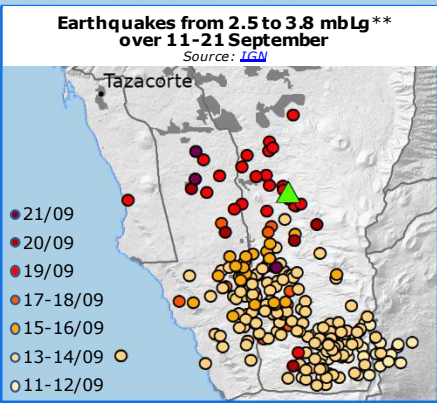 Earthquakes from 2.5 to 3.8 mbLg**
over 11-21 September
Source: IGN
Tazacorte
21/09
20/09
19/09
17-18/09
15-16/09
13-14/09
11-12/09